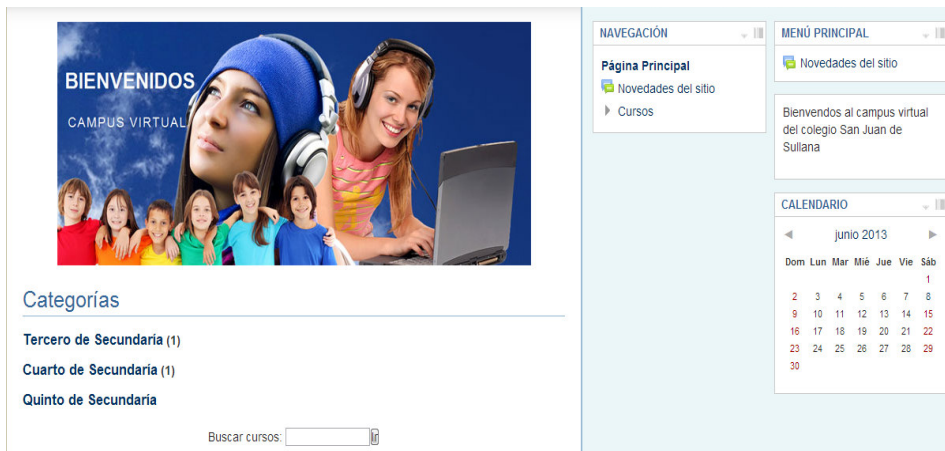 BIENVENIDOS
CAMPUS VIRTUAL
Categorías
Tercero de Secundaría (1)
Cuarto de Secundaría (1)
Quinto de Secundaría
Buscar cursos:
Ir
NAVEGACIÓN
Página Principal
Novedades del sitio
Cursos
MENÚ PRINCIPAL
Novedades del sitio
Bienvendos al campus virtual
del colegio San Juan de
Sullana
CALENDARIO
junio 2013
Dom Lun Mar Mié Jue Vie Sáb
1
2 3 4 5 6 7 8
9 10 11 12 13 14 15
16 17 18 19 20 21 22
23 24 25 26 27 28 29
30